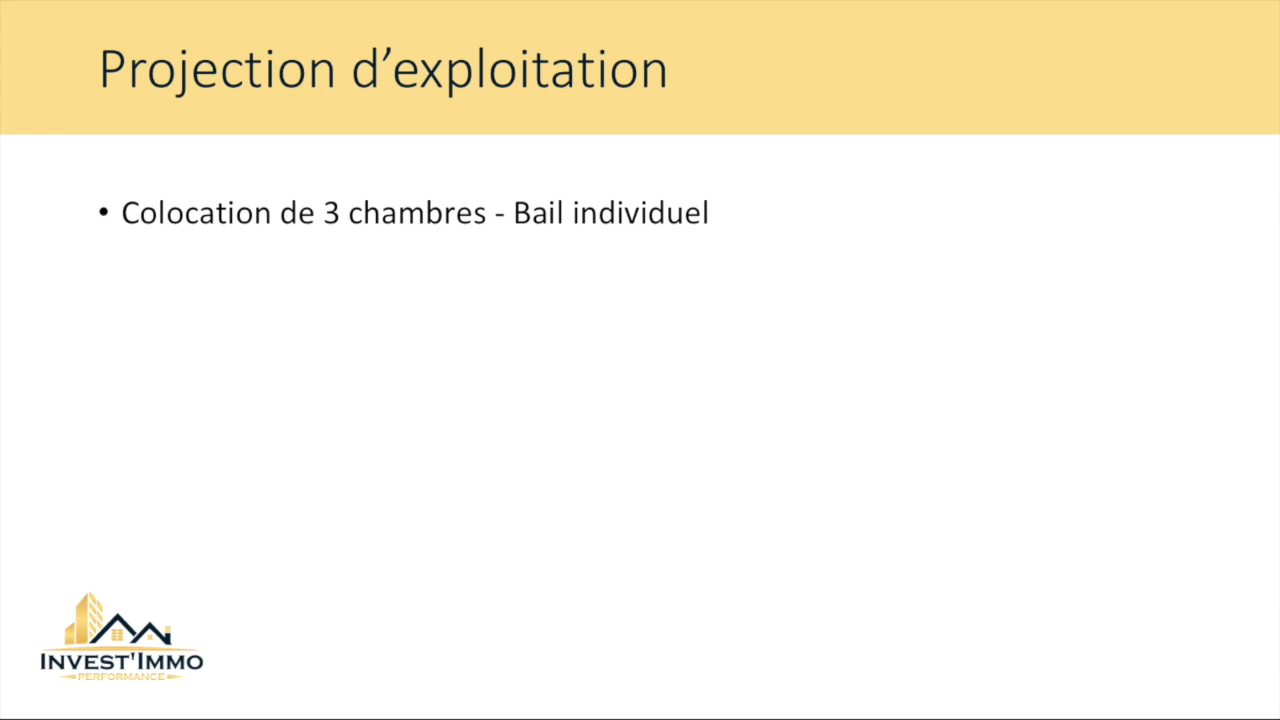 Projection d’exploitation
• Colocation de 3 chambres - Bail individuel
INVEST'IMMO
PERFORMANCE